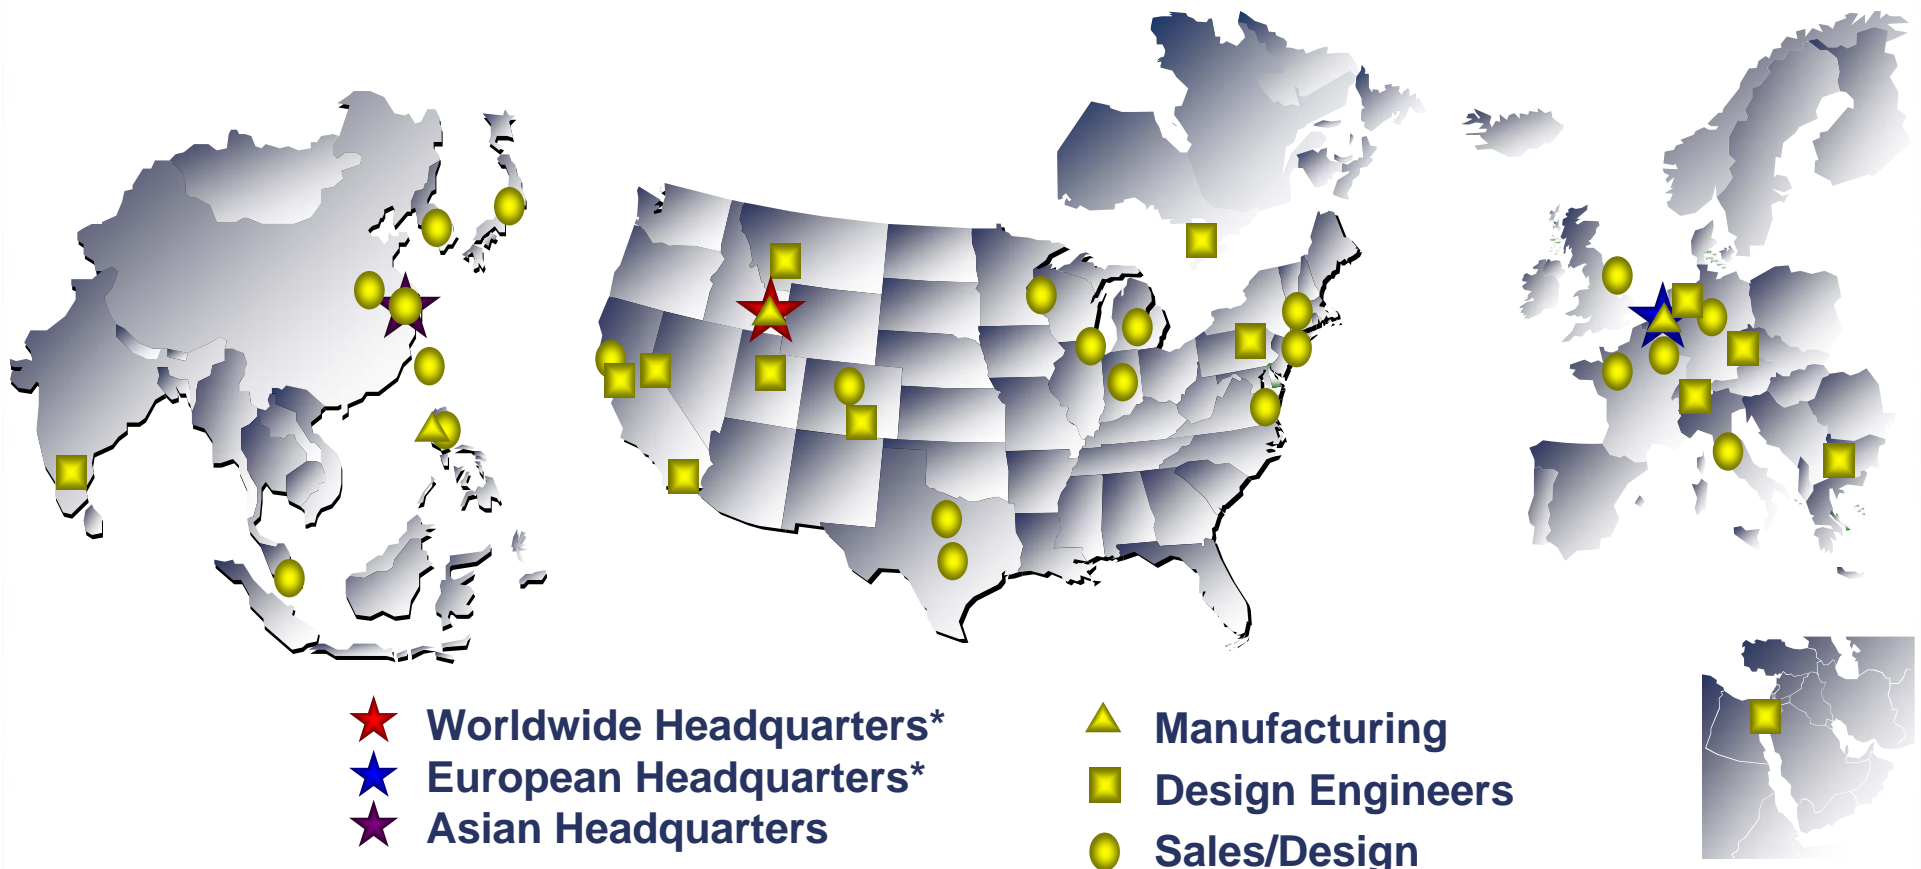 Worldwide Headquarters*
European Headquarters*
Asian Headquarters
Manufacturing
Design Engineers
Sales/Design